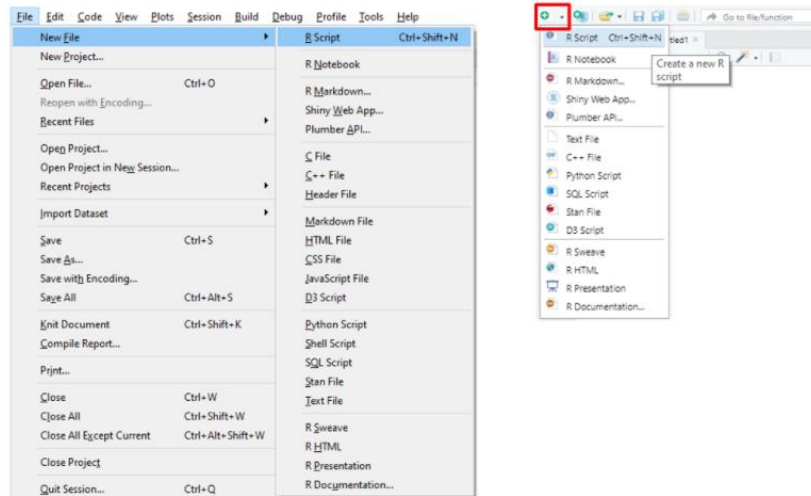 File Edit Code View Plots Session Build Debug Profile Tools Help
New File
New Project...
Open File... Ctrl+O
Reopen with Encoding...
Recent Files
Open Project...
Open Project in New Session...
Recent Projects
Import Dataset
Save Ctrl+S
Save As...
Save with Encoding...
Save All Ctrl+Alt+S
Knit Document Ctrl+Shift+K
Compile Report...
Print...
Close Ctrl+W
Close All Ctrl+Shift+W
Close All Except Current Ctrl+Alt+Shift+W
Close Project
Quit Session... Ctrl+Q
R Script Ctrl+Shift+N
R Notebook
R Markdown...
Shiny Web App...
Plumber API...
C File
C++ File
Header File
Markdown File
HTML File
CSS File
JavaScript File
D3 Script
Python Script
Shell Script
SQL Script
Stan File
Text File
R Sweave
R HTML
R Presentation
R Documentation...
Go to file/function
R Script Ctrl+Shift+N
R Notebook
R Markdown...
Shiny Web App...
Plumber API...
Text File
C++ File
Python Script
SQL Script
Stan File
D3 Script
R Sweave
R HTML
R Presentation
R Documentation...
Create a new R
script